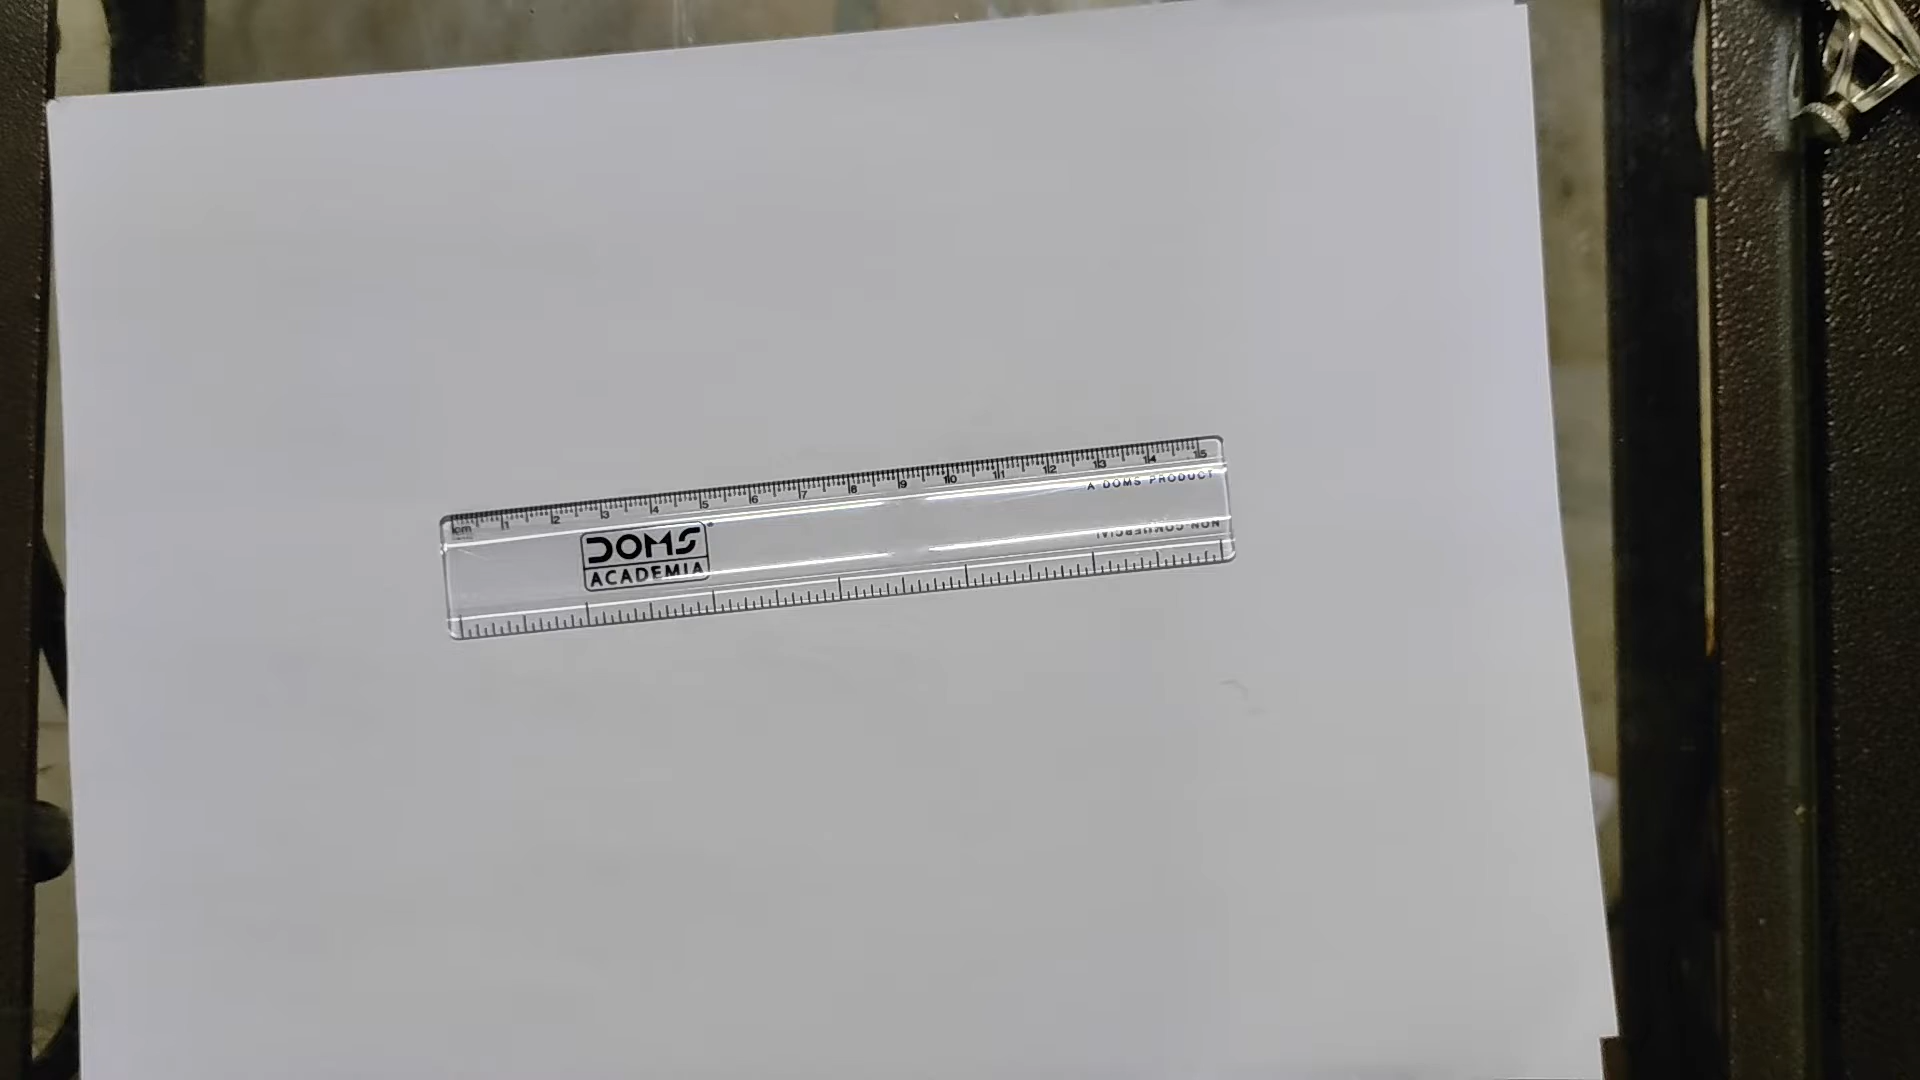 cm 1 2 3 4 5 6 7 8 9 10 11 12 13 14 15
A DOMS PRODUCT
DOMS
ACADEMIA
NON-COMMERCIAL